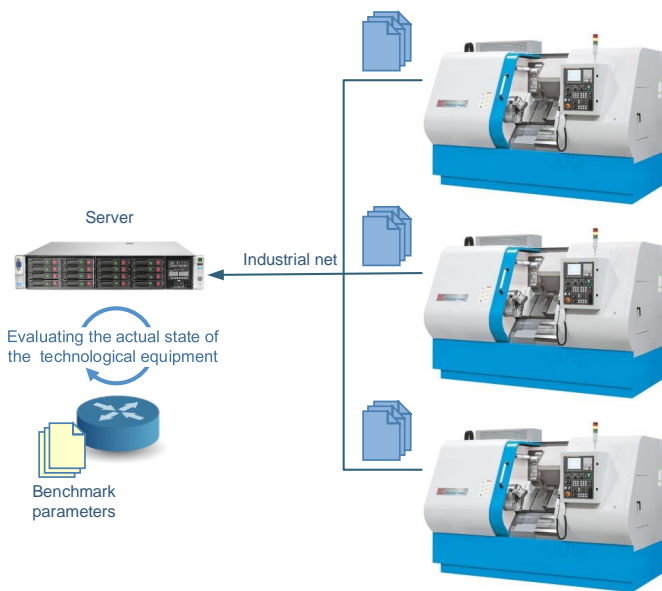 Server
Industrial net
Evaluating the actual state of
the technological equipment
Benchmark
parameters